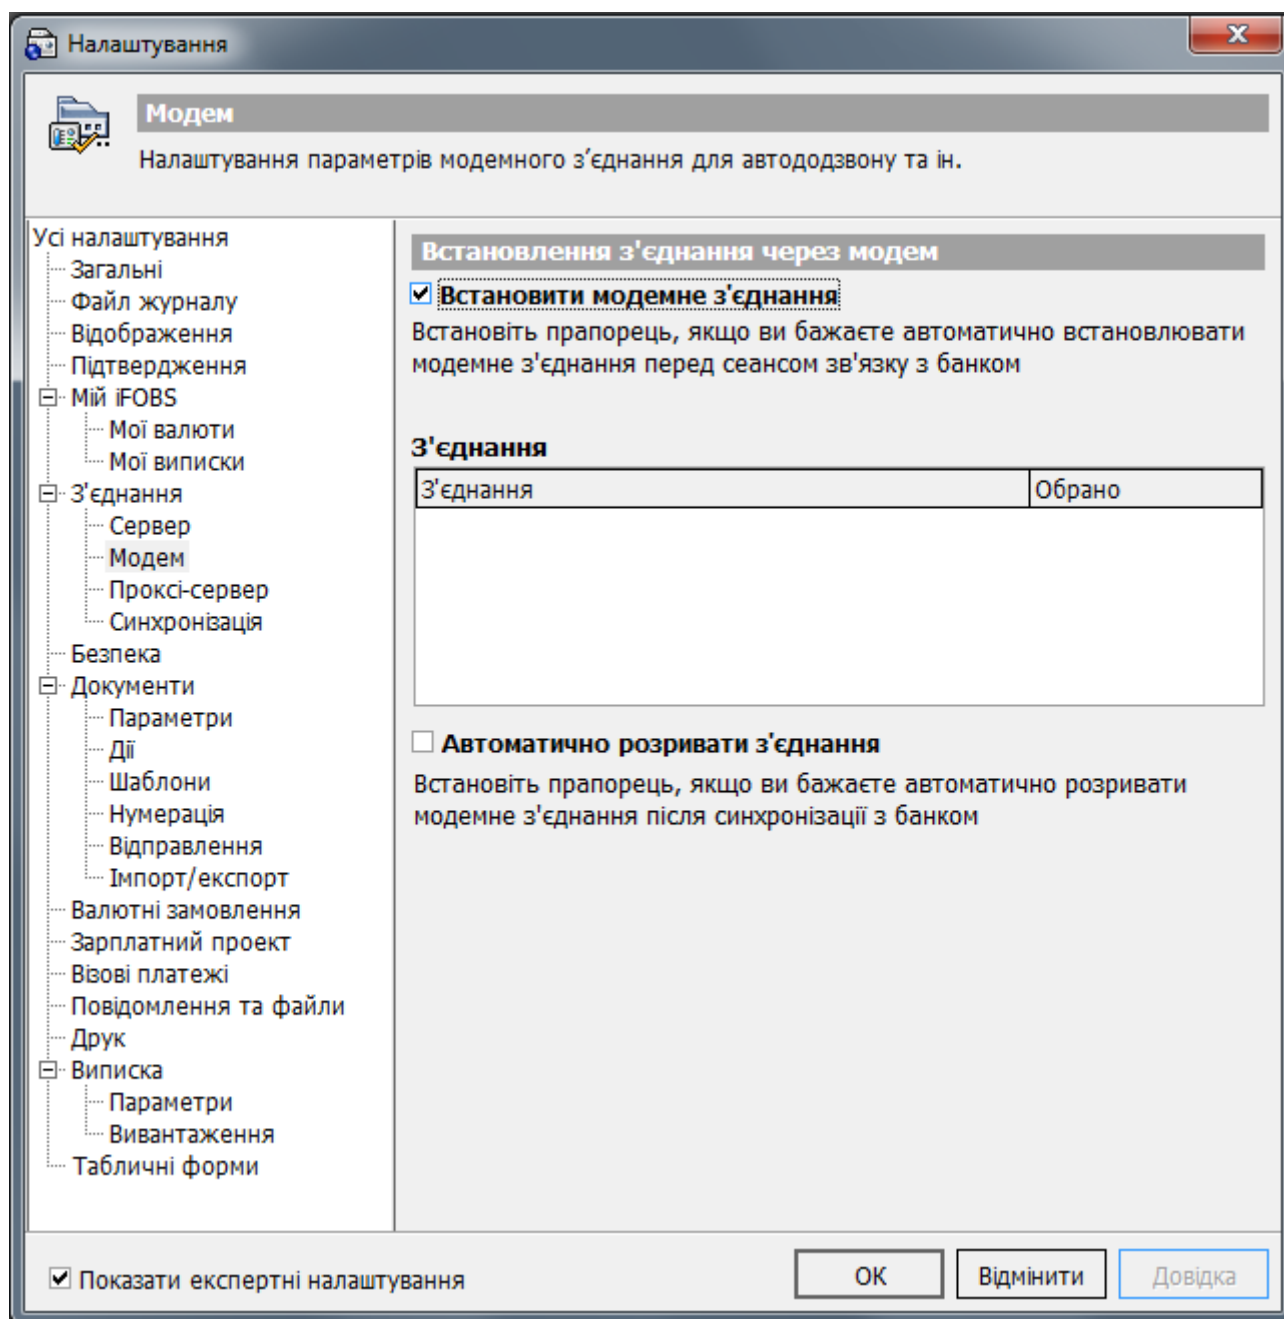 Налаштування
Модем
Налаштування параметрів модемного з’єднання для автододзвону та ін.
Усі налаштування
Загальні
Файл журналу
Відображення
Підтвердження
Мій iFOBS
Мої валюти
Мої виписки
З'єднання
Сервер
Модем
Проксі-сервер
Синхронізація
Безпека
Документи
Параметри
Дії
Шаблони
Нумерація
Відправлення
Імпорт/експорт
Валютні замовлення
Зарплатний проект
Візові платежі
Повідомлення та файли
Друк
Виписка
Параметри
Вивантаження
Табличні форми
Встановлення з'єднання через модем
Встановити модемне з'єднання
Встановіть прапорець, якщо ви бажаєте автоматично встановлювати
модемне з'єднання перед сеансом зв'язку з банком
З'єднання
З'єднання Обрано
Автоматично розривати з'єднання
Встановіть прапорець, якщо ви бажаєте автоматично розривати
модемне з'єднання після синхронізації з банком
Показати експертні налаштування
ОК Відмінити Довідка